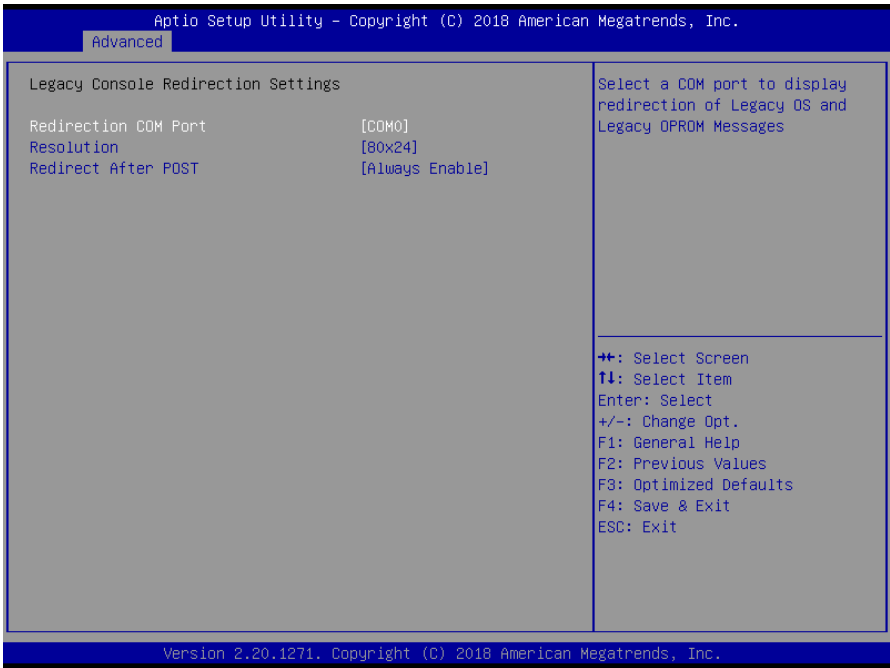 Aptio Setup Utility – Copyright (C) 2018 American Megatrends, Inc.
Advanced
Legacy Console Redirection Settings
Redirection COM Port [COM0]
Resolution [80x24]
Redirect After POST [Always Enable]
Select a COM port to display
redirection of Legacy OS and
Legacy OPROM Messages
→←: Select Screen
↑↓: Select Item
Enter: Select
+/-: Change Opt.
F1: General Help
F2: Previous Values
F3: Optimized Defaults
F4: Save & Exit
ESC: Exit
Version 2.20.1271. Copyright (C) 2018 American Megatrends, Inc.